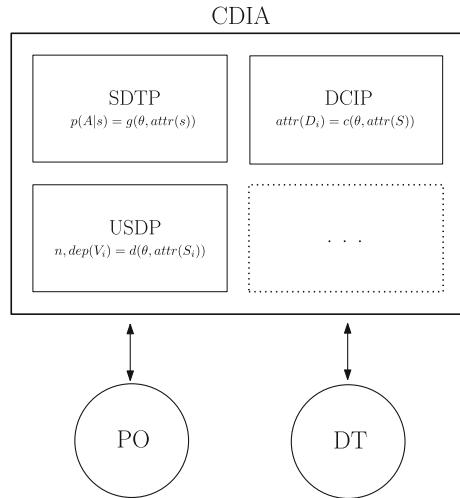 CDIA
SDTP
p(A|s) = g(θ, attr(s))
DCIP
attr(D_i) = c(θ, attr(S))
USDP
n, dep(V_i) = d(θ, attr(S_i))
. . .
PO
DT